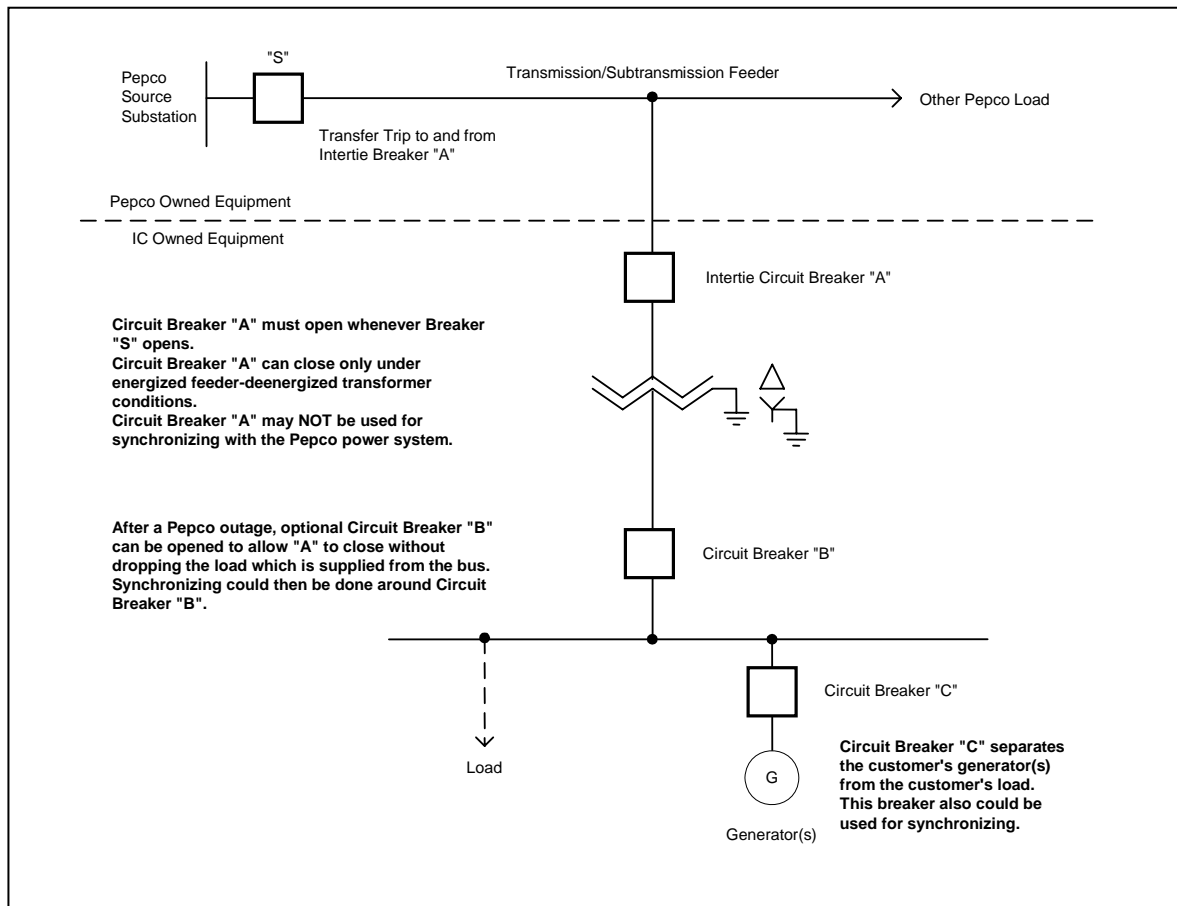 "S"
Pepco
Source
Substation
Transmission/Subtransmission Feeder
Other Pepco Load
Transfer Trip to and from
Intertie Breaker "A"
Pepco Owned Equipment
IC Owned Equipment
Intertie Circuit Breaker "A"
Circuit Breaker "A" must open whenever Breaker
"S" opens.
Circuit Breaker "A" can close only under
energized feeder-deenergized transformer
conditions.
Circuit Breaker "A" may NOT be used for
synchronizing with the Pepco power system.
After a Pepco outage, optional Circuit Breaker "B"
can be opened to allow "A" to close without
dropping the load which is supplied from the bus.
Synchronizing could then be done around Circuit
Breaker "B".
Circuit Breaker "B"
Circuit Breaker "C"
Load
G
Generator(s)
Circuit Breaker "C" separates
the customer's generator(s)
from the customer's load.
This breaker also could be
used for synchronizing.